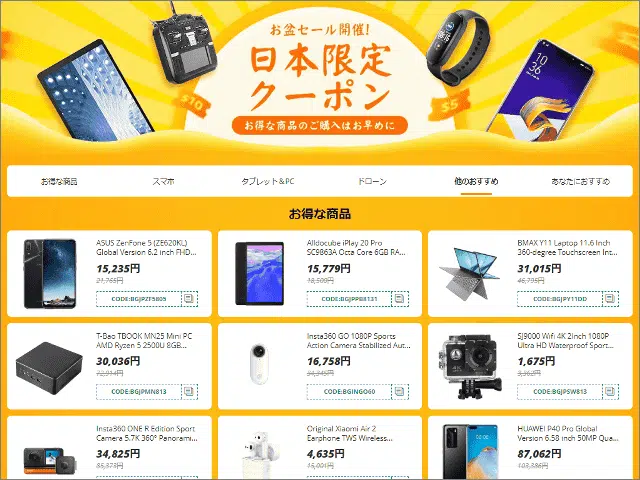 お盆セール開催!
日本限定
クーポン
$10
$5
お得な商品のご購入はお早めに
お得な商品
スマホ
タブレット&PC
ドローン
他のおすすめ
あなたにおすすめ
お得な商品
ASUS ZenFone 5 (ZE620KL)
Global Version 6.2 inch FHD...
15,235円
21,765円
CODE:BGJPZF5805
Alldocube iPlay 20 Pro
SC9863A Octa Core 6GB RA...
15,779円
18,500円
CODE:BGJPPB8131
BMAX Y11 Laptop 11.6 Inch
360-degree Touchscreen Int...
31,015円
46,795円
CODE:BGJPY11DD
T-Bao TBOOK MN25 Mini PC
AMD Ryzen 5 2500U 8GB...
30,036円
CODE:BGJPMN813
Insta360 GO 1080P Sports
Action Camera Stabilized Aut...
16,758円
34,345円
CODE:BGINGO60
SJ9000 Wifi 4K 2inch 1080P
Ultra HD Waterproof Sport...
1,675円
3,362円
CODE:BGJPSW813
Insta360 ONE R Edition Sport
Camera 5.7K 360° Panorami...
34,825円
85,373円
Original Xiaomi Air 2
Earphone TWS Wireless...
4,635円
15,001円
HUAWEI P40 Pro Global
Version 6.58 inch 50MP Qua...
87,062円
103,386円